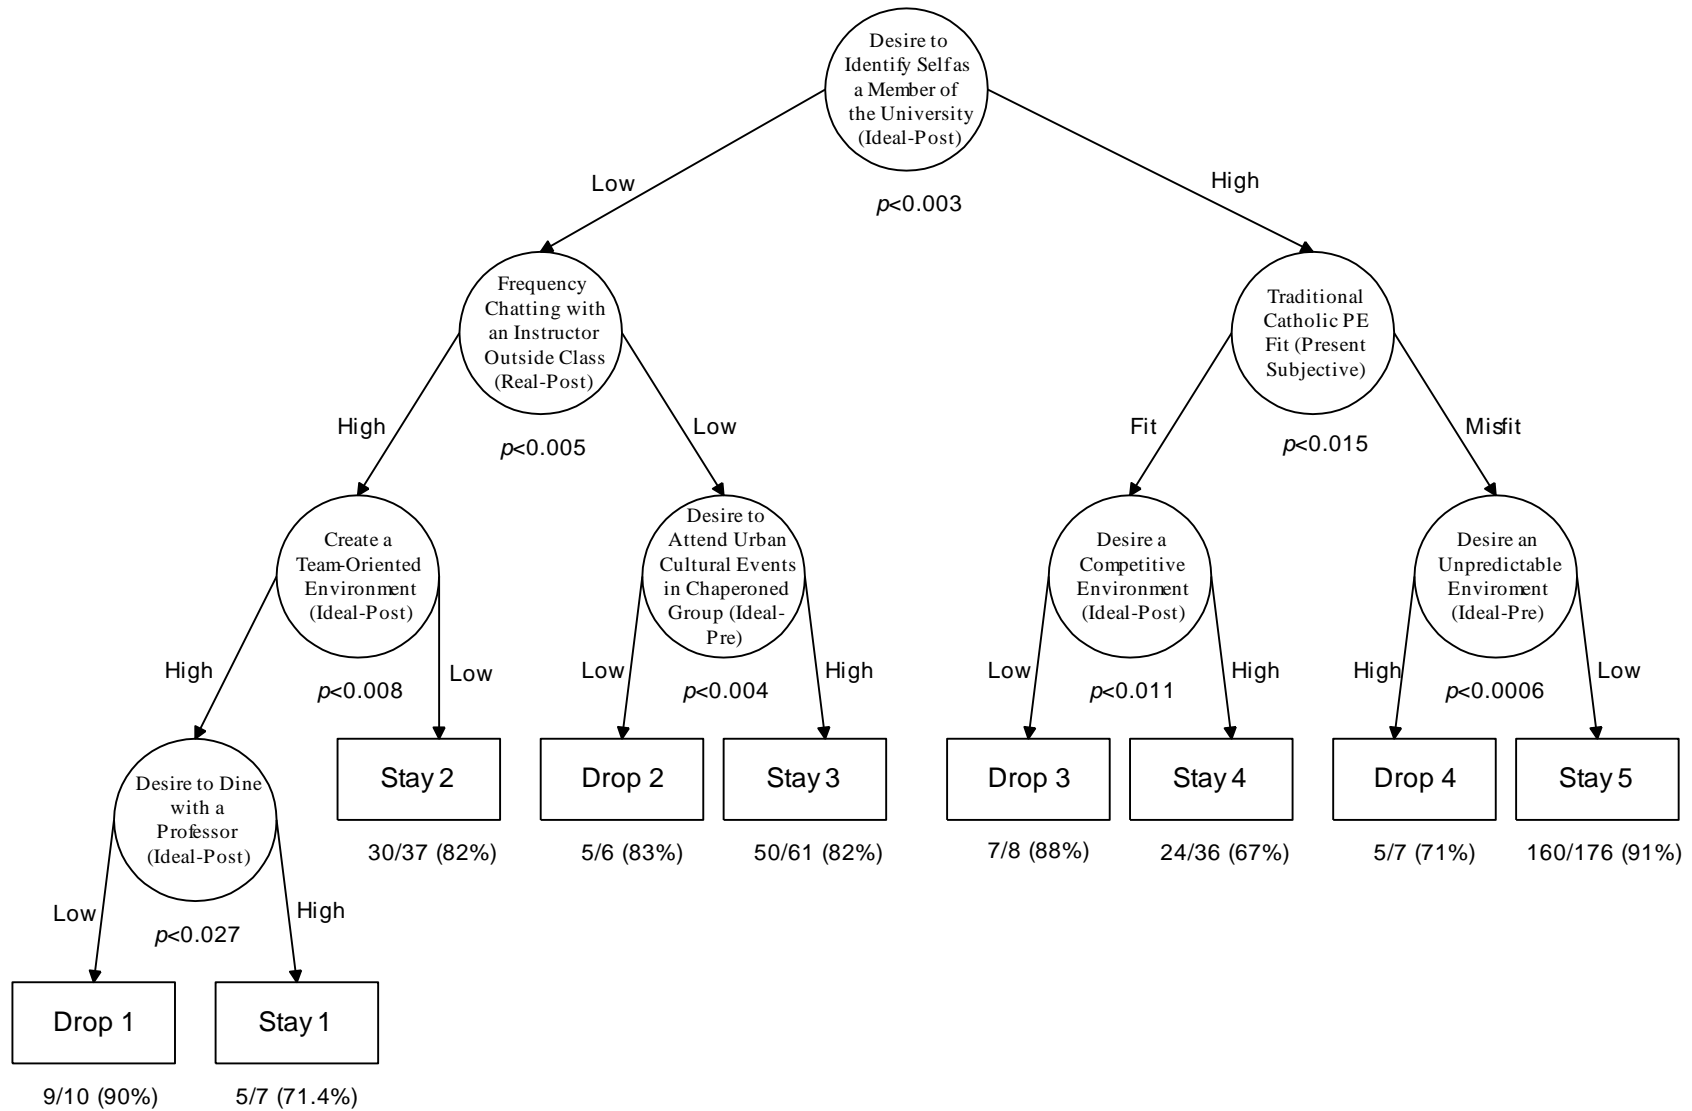 Desire to
Identify Self as
a Member of
the University
(Ideal-Post)
Low
High
p<0.003
Frequency
Chatting with
an Instructor
Outside Class
(Real-Post)
Traditional
Catholic PE
Fit (Present
Subjective)
High
Low
Fit
Misfit
p<0.005
p<0.015
Create a
Team-Oriented
Environment
(Ideal-Post)
Desire to
Attend Urban
Cultural Events
in Chaperoned
Group (Ideal-
Pre)
Desire a
Competitive
Environment
(Ideal-Post)
Desire an
Unpredictable
Enviroment
(Ideal-Pre)
High
Low
Low
High
Low
High
High
Low
p<0.008
p<0.004
p<0.011
p<0.0006
Desire to Dine
with a
Professor
(Ideal-Post)
Stay 2
Drop 2
Stay 3
Drop 3
Stay 4
Drop 4
Stay 5
30/37 (82%)
5/6 (83%)
50/61 (82%)
7/8 (88%)
24/36 (67%)
5/7 (71%)
160/176 (91%)
Low
High
p<0.027
Drop 1
Stay 1
9/10 (90%)
5/7 (71.4%)